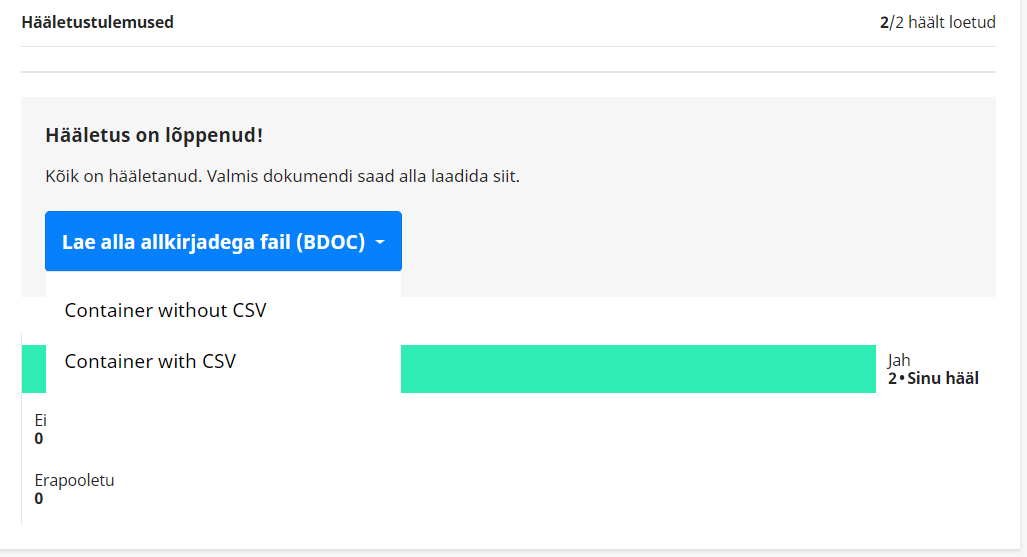 Hääletustulemused
2/2 häält loetud
Hääletus on lõppenud!
Kõik on hääletanud. Valmis dokumendi saad alla laadida siit.
Lae alla allkirjadega fail (BDOC)
Container without CSV
Container with CSV
Jah
2•Sinu hääl
Ei
0
Erapooletu
0